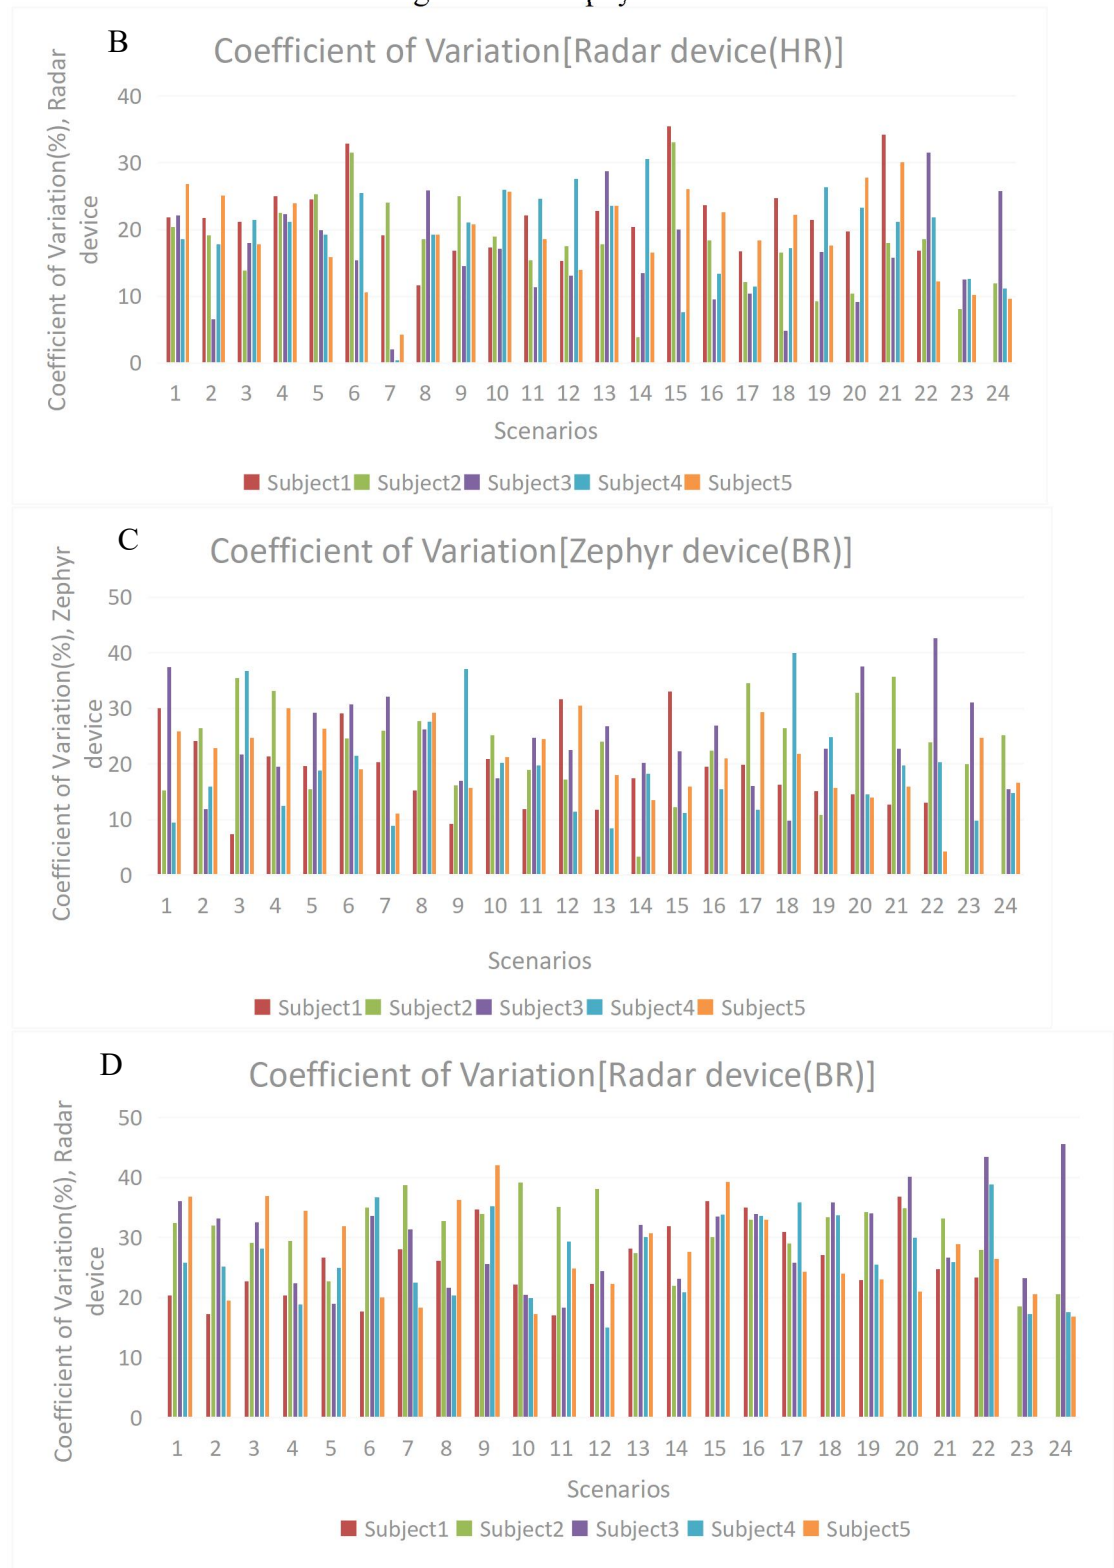 B
Coefficient of Variation[Radar device(HR)]
Coefficient of Variation(%), Radar
device
40
30
20
10
0
1 2 3 4 5 6 7 8 9 10 11 12 13 14 15 16 17 18 19 20 21 22 23 24
Scenarios
Subject1 Subject2 Subject3 Subject4 Subject5
C
Coefficient of Variation[Zephyr device(BR)]
Coefficient of Variation(%), Zephyr
device
50
40
30
20
10
0
1 2 3 4 5 6 7 8 9 10 11 12 13 14 15 16 17 18 19 20 21 22 23 24
Scenarios
Subject1 Subject2 Subject3 Subject4 Subject5
D
Coefficient of Variation[Radar device(BR)]
Coefficient of Variation(%), Radar
device
50
40
30
20
10
0
1 2 3 4 5 6 7 8 9 10 11 12 13 14 15 16 17 18 19 20 21 22 23 24
Scenarios
Subject1 Subject2 Subject3 Subject4 Subject5